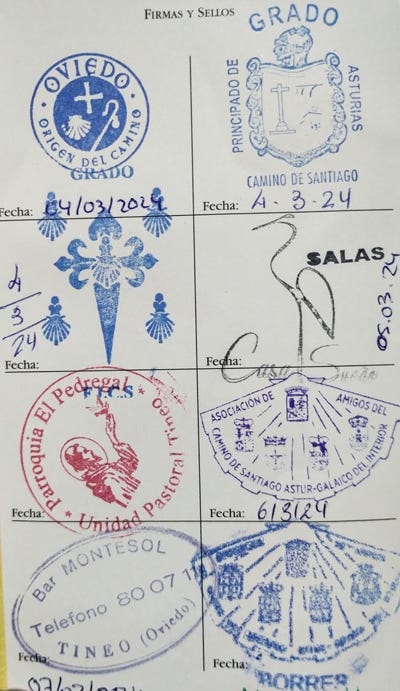 FIRMAS Y SELLOS
OVIEDO
ORIGEN DEL CAMINO
GRADO
Fecha: 04/03/2024
GRADO
PRINCIPADO DE
ASTURIAS
CAMINO DE SANTIAGO
Fecha: 4-3-24
4
3
24
Fecha:
SALAS
05.03.24
Fecha:
Casa
Parroquia El Pedregal * Tineo
* Unidad Pastoral
Fecha:
ASOCIACIÓN DE
AMIGOS DEL
CAMINO DE SANTIAGO ASTUR-GALAICO DEL INTERIOR
Fecha: 6/3/24
Bar MONTESOL
Telefono 80 07 11
TINEO (Oviedo)
Fecha:
Fecha:
BORRES